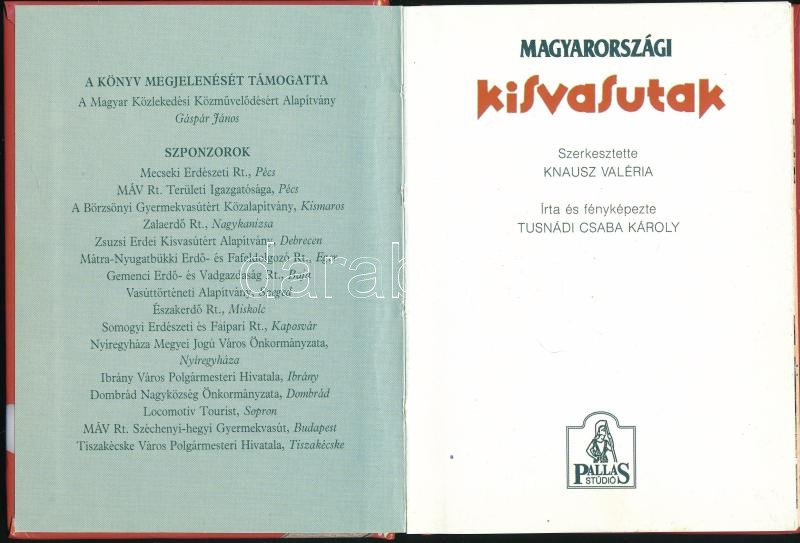 A KÖNYV MEGJELENÉSÉT TÁMOGATTA
A Magyar Közlekedési Közművelődésért Alapítvány
Gáspár János
SZPONZOROK
Mecseki Erdészeti Rt., Pécs
MÁV Rt. Területi Igazgatósága, Pécs
A Börzsönyi Gyermekvasútért Közalapítvány, Kismaros
Zalaerdő Rt., Nagykanizsa
Zsuzsi Erdei Kisvasútért Alapítvány, Debrecen
Mátra-Nyugatbükki Erdő- és Fafeldolgozó Rt., Eger
Gemenci Erdő- és Vadgazdaság Rt., Baja
Vasúttörténeti Alapítvány, Szeged
Északerdő Rt., Miskolc
Somogyi Erdészeti és Faipari Rt., Kaposvár
Nyíregyháza Megyei Jogú Város Önkormányzata,
Nyíregyháza
Ibrány Város Polgármesteri Hivatala, Ibrány
Dombrád Nagyközség Önkormányzata, Dombrád
Locomotiv Tourist, Sopron
MÁV Rt. Széchenyi-hegyi Gyermekvasút, Budapest
Tiszakécske Város Polgármesteri Hivatala, Tiszakécske
MAGYARORSZÁGI
kisvasutak
Szerkesztette
KNAUSZ VALÉRIA
Írta és fényképezte
TUSNÁDI CSABA KÁROLY
PALLAS
STÚDIÓ